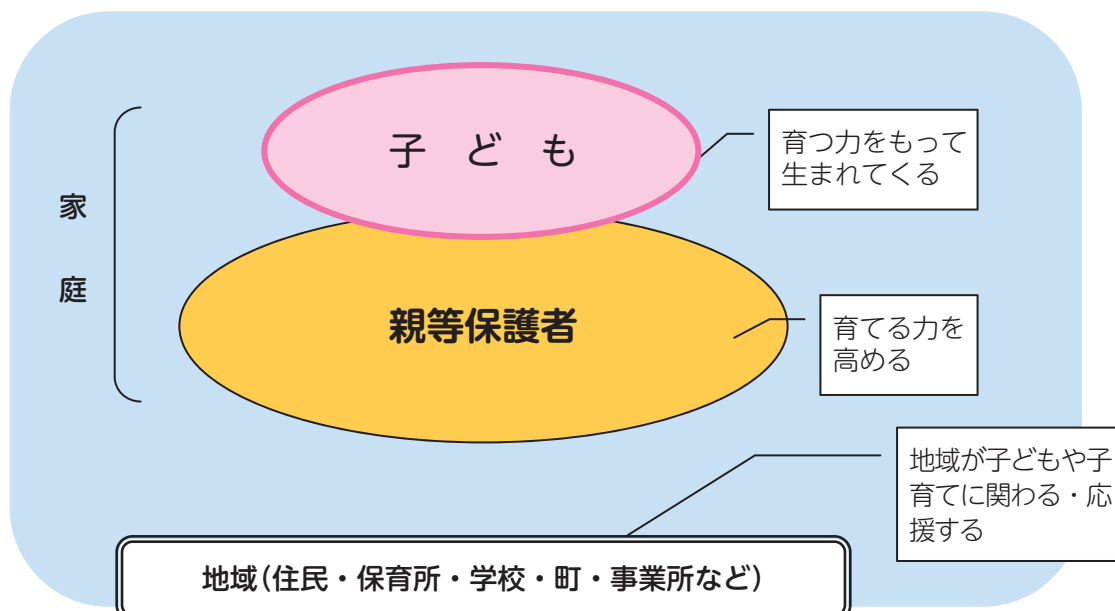 子 ど も
育つ力をもって
生まれてくる
家
庭
親等保護者
育てる力を
高める
地域が子どもや子
育てに関わる・応
援する
地域(住民・保育所・学校・町・事業所など)